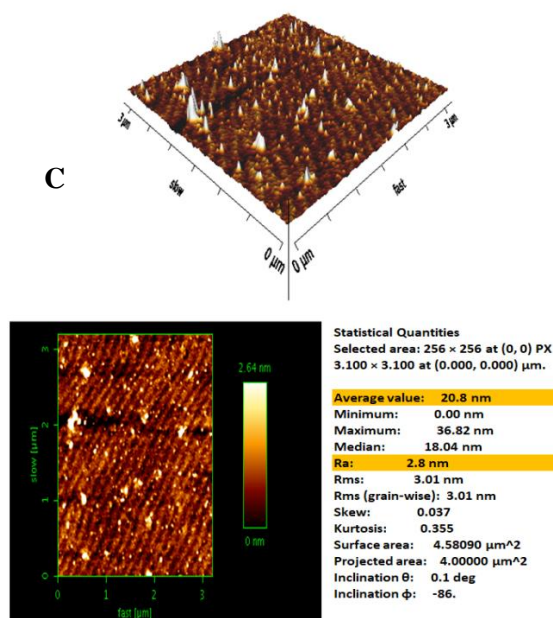 C
3 µm
slow
0 µm
0 µm
fast
3 µm
slow [µm]
3
2
1
0
0
1
2
3
fast [µm]
2.64 nm
0 nm
Statistical Quantities
Selected area: 256 × 256 at (0, 0) PX
3.100 × 3.100 at (0.000, 0.000) µm.
Average value: 20.8 nm
Minimum: 0.00 nm
Maximum: 36.82 nm
Median: 18.04 nm
Ra: 2.8 nm
Rms: 3.01 nm
Rms (grain-wise): 3.01 nm
Skew: 0.037
Kurtosis: 0.355
Surface area: 4.58090 µm^2
Projected area: 4.00000 µm^2
Inclination θ: 0.1 deg
Inclination ϕ: -86.